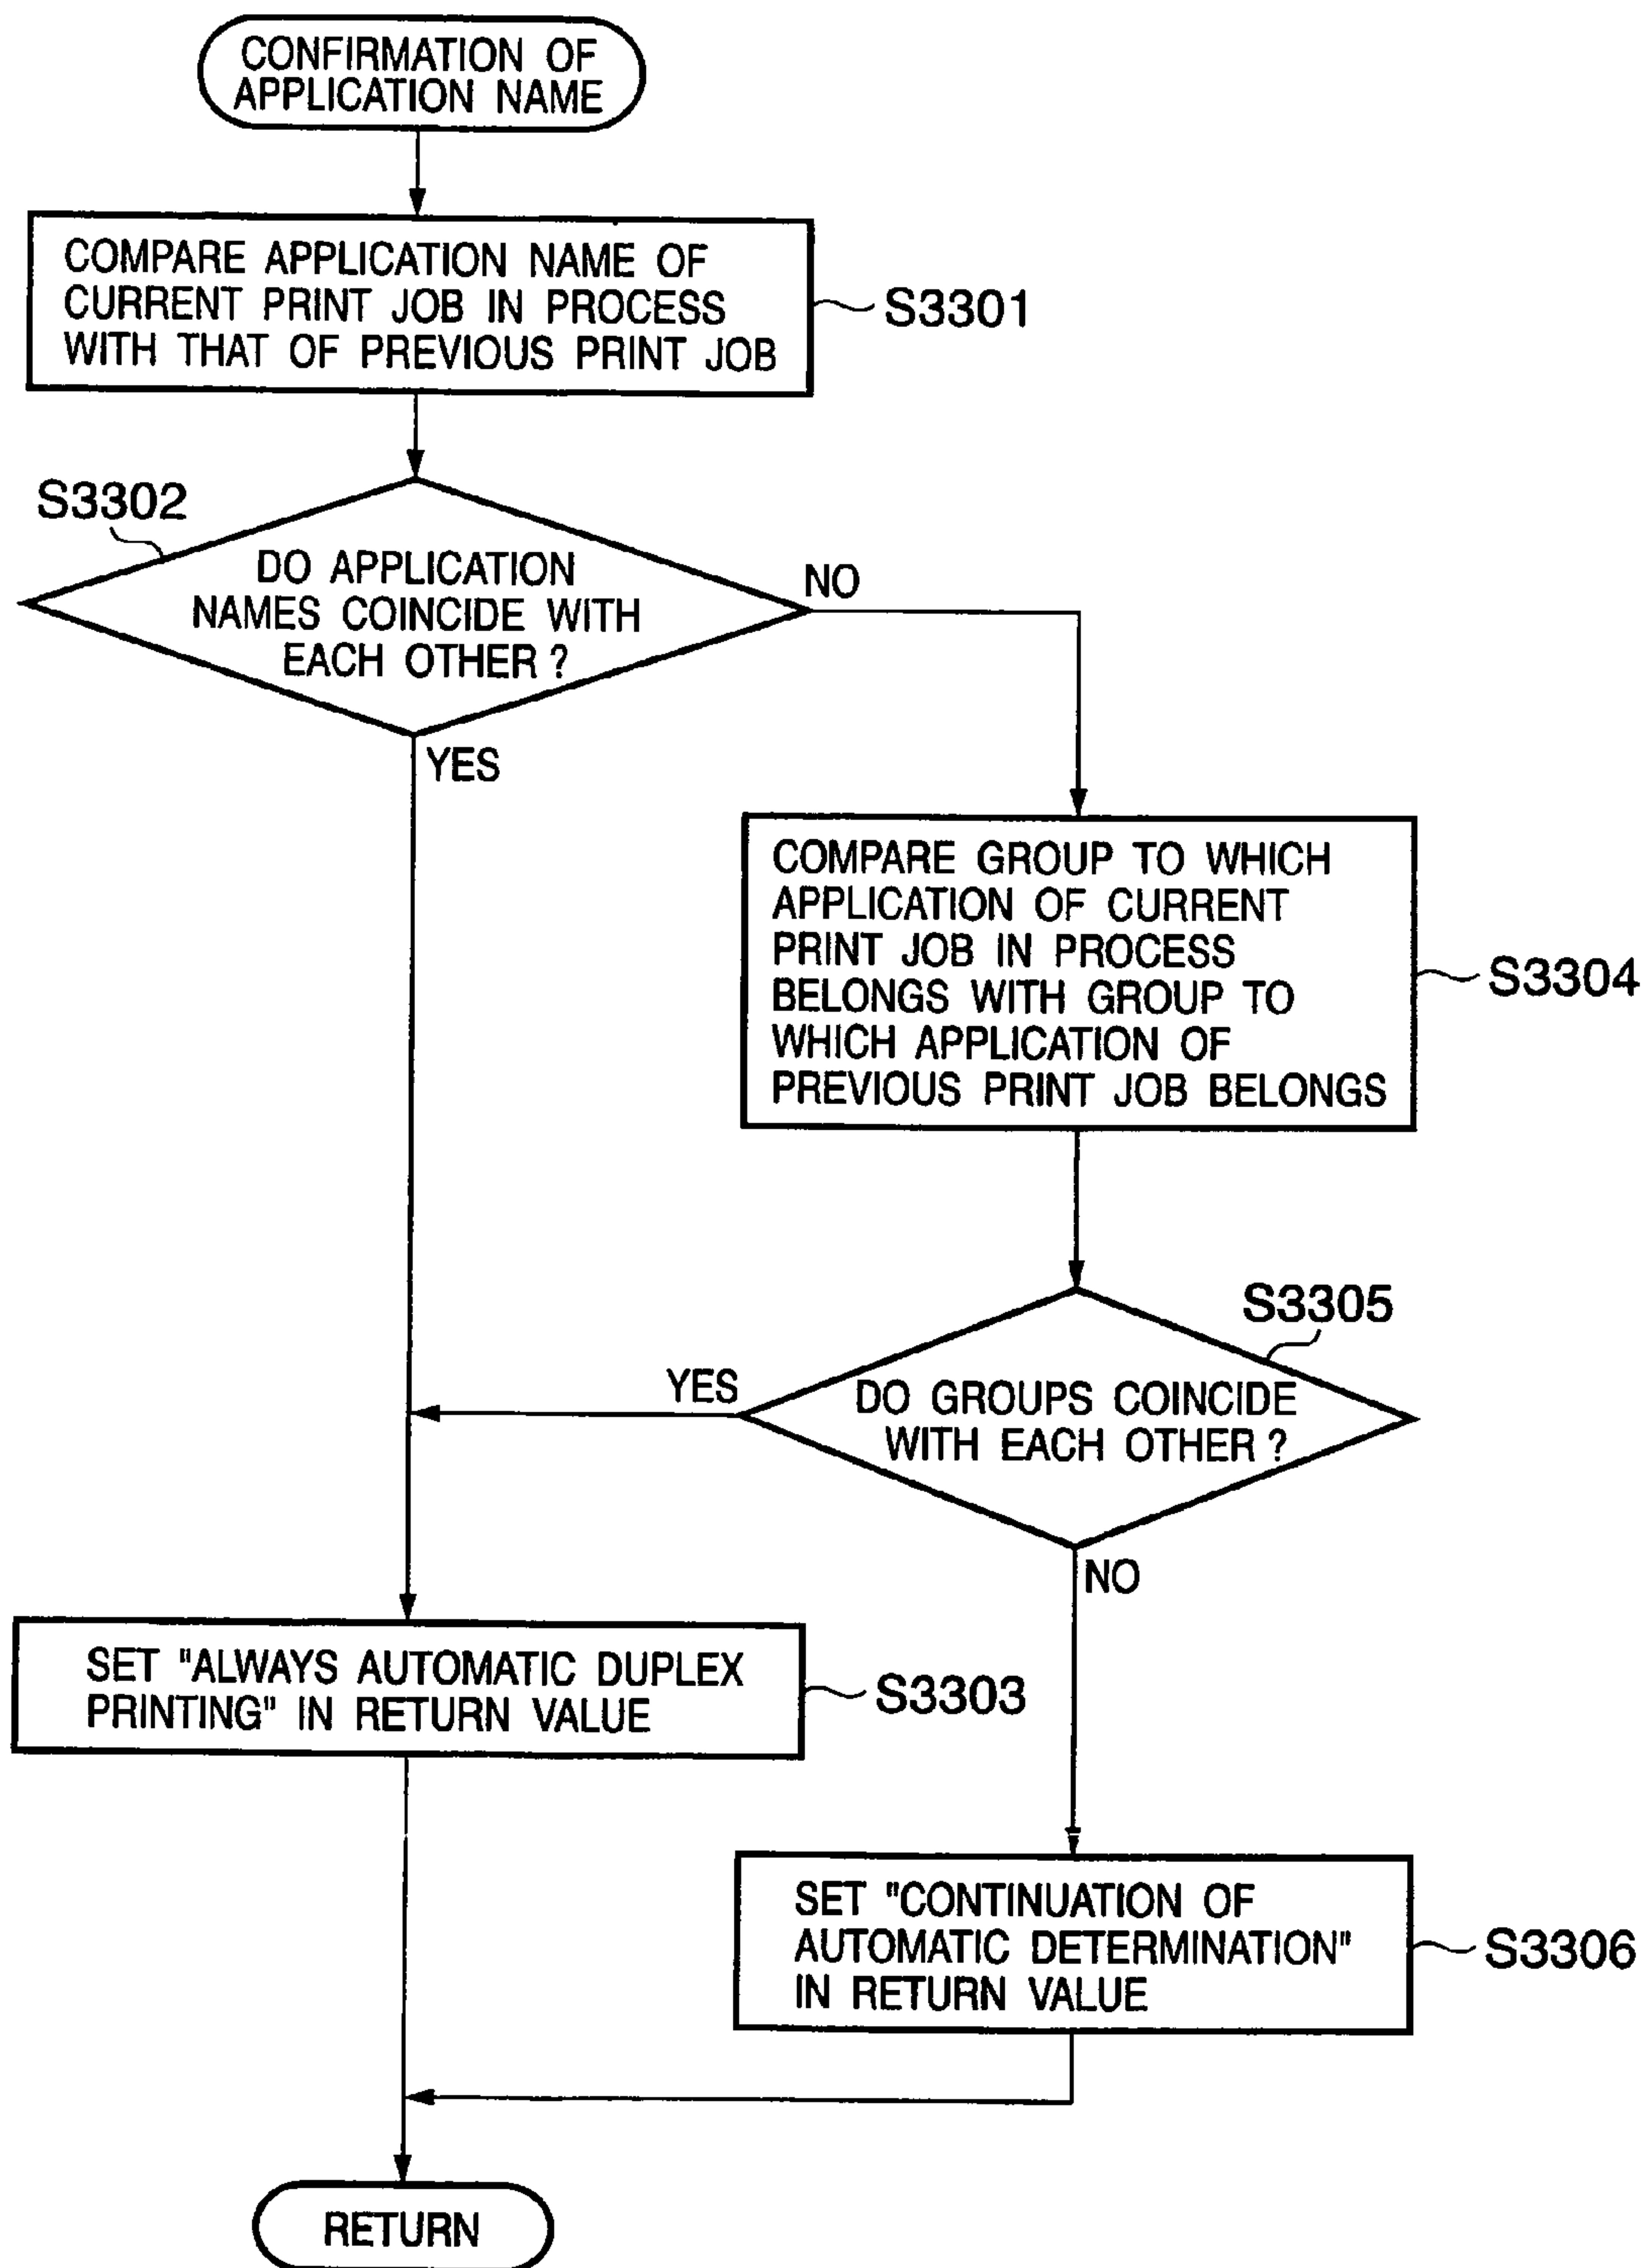 CONFIRMATION OF
APPLICATION NAME
COMPARE APPLICATION NAME OF
CURRENT PRINT JOB IN PROCESS
WITH THAT OF PREVIOUS PRINT JOB
S3301
S3302
DO APPLICATION
NAMES COINCIDE WITH
EACH OTHER ?
NO
YES
COMPARE GROUP TO WHICH
APPLICATION OF CURRENT
PRINT JOB IN PROCESS
BELONGS WITH GROUP TO
WHICH APPLICATION OF
PREVIOUS PRINT JOB BELONGS
S3304
S3305
DO GROUPS COINCIDE
WITH EACH OTHER ?
YES
NO
SET "ALWAYS AUTOMATIC DUPLEX
PRINTING" IN RETURN VALUE
S3303
SET "CONTINUATION OF
AUTOMATIC DETERMINATION"
IN RETURN VALUE
S3306
RETURN